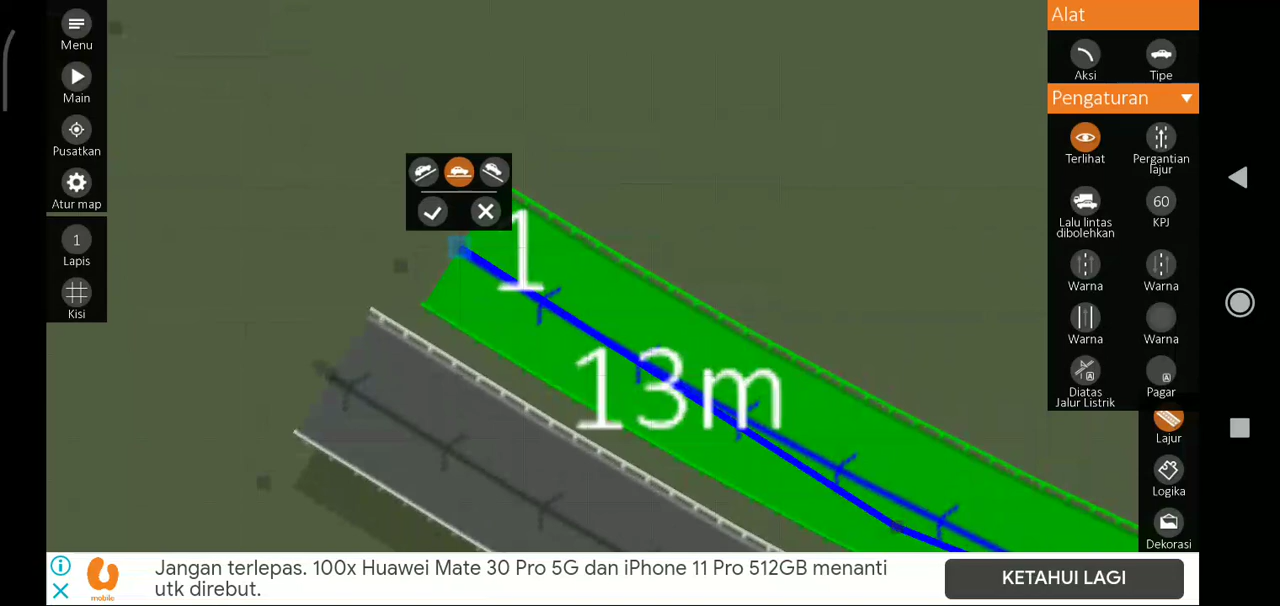 Menu
Main
Pusatkan
Atur map
1
Lapis
Kisi
1
13m
Alat
Aksi
Tipe
Pengaturan
Terlihat
Pergantian
lajur
Lalu lintas
dibolehkan
60
KPJ
Warna
Warna
Warna
Warna
A
Diatas
Jalur Listrik
A
Pagar
Lajur
Logika
Dekorasi
mobile
Jangan terlepas. 100x Huawei Mate 30 Pro 5G dan iPhone 11 Pro 512GB menanti
utk direbut.
KETAHUI LAGI